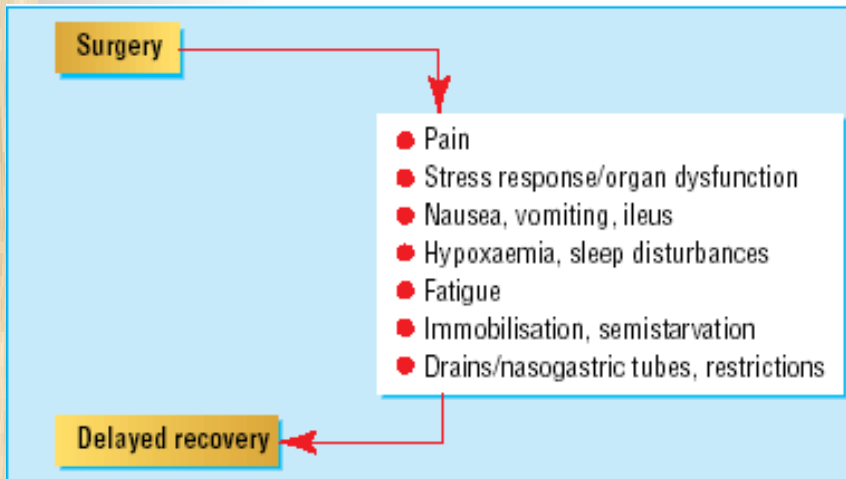 Surgery
Pain
Stress response/organ dysfunction
Nausea, vomiting, ileus
Hypoxaemia, sleep disturbances
Fatigue
Immobilisation, semistarvation
Drains/nasogastric tubes, restrictions
Delayed recovery